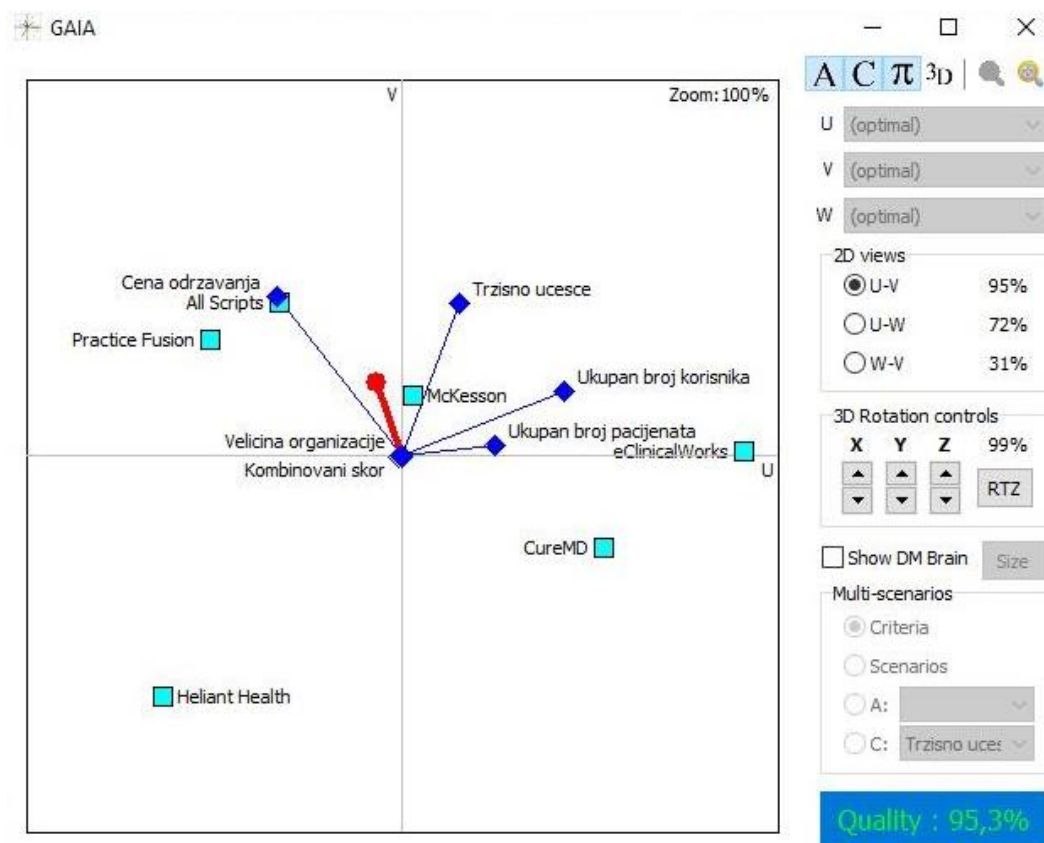 GAIA
A C π 3D
V
Zoom: 100%
U (optimal)
V (optimal)
W (optimal)
2D views
U-V 95%
U-W 72%
W-V 31%
3D Rotation controls
X Y Z 99%
RTZ
Show DM Brain Size
Multi-scenarios
Criteria
Scenarios
A:
C: Trzisno uces
Quality : 95,3%
Cena odrzavanja
All Scripts
Trzisno ucesce
Practice Fusion
Ukupan broj korisnika
McKesson
Velicina organizacije
Ukupan broj pacijenata
eClinicalWorks
Kombinovani skor
U
CureMD
Heliant Health